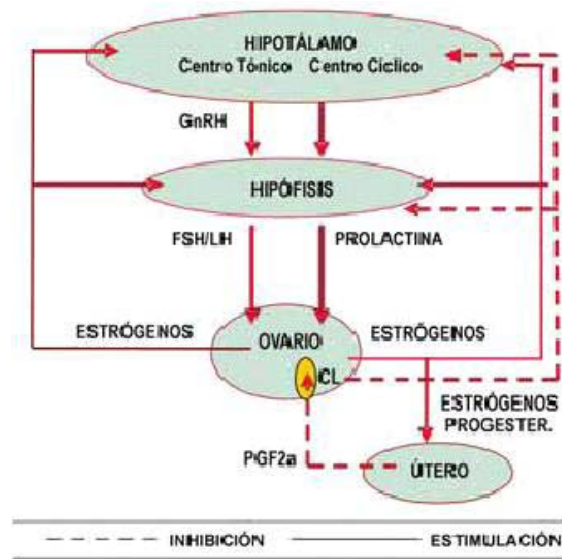 HIPOTÁLAMO
Centro Tónico Centro Cíclico
GnRH
HIPÓFISIS
FSH/LH PROLACTINA
ESTRÓGENOS OVARIO ESTRÓGENOS
CL
ESTRÓGENOS
PROGESTER.
PGF2a
ÚTERO
INHIBICIÓN ESTIMULACIÓN